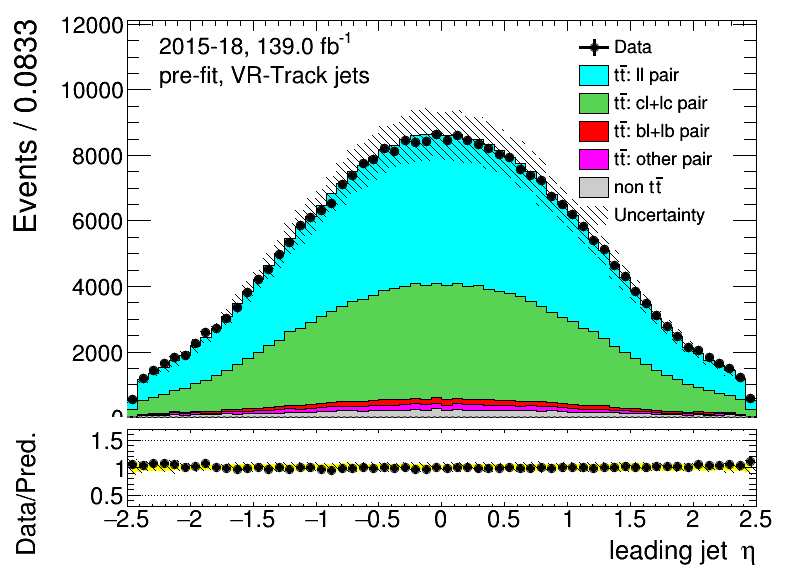 12000
10000
8000
6000
4000
2000
0
Events / 0.0833
2015-18, 139.0 fb⁻¹
pre-fit, VR-Track jets
Data
tt̄: ll pair
tt̄: cl+lc pair
tt̄: bl+lb pair
tt̄: other pair
non tt̄
Uncertainty
1.5
1
0.5
Data/Pred.
−2.5 −2 −1.5 −1 −0.5 0 0.5 1 1.5 2 2.5
leading jet η